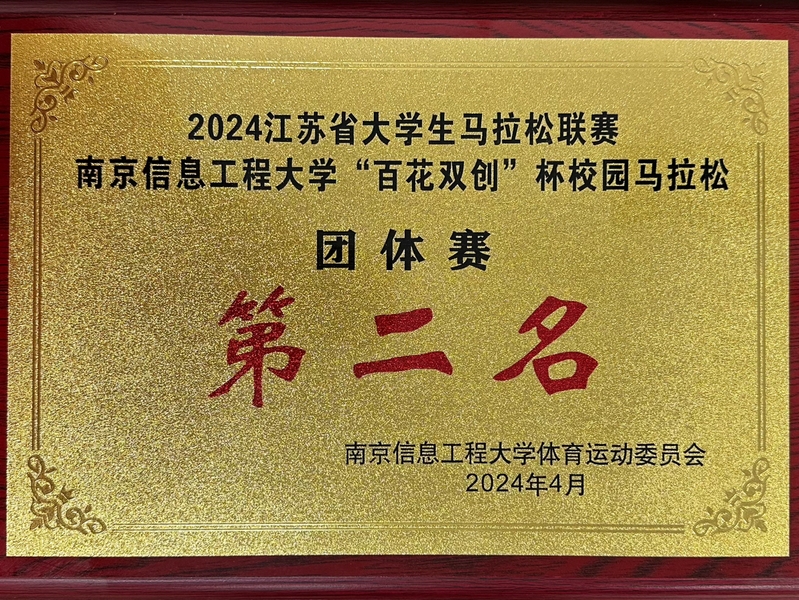 2024江苏省大学生马拉松联赛
南京信息工程大学“百花双创”杯校园马拉松
团体赛
第二名
南京信息工程大学体育运动委员会
2024年4月